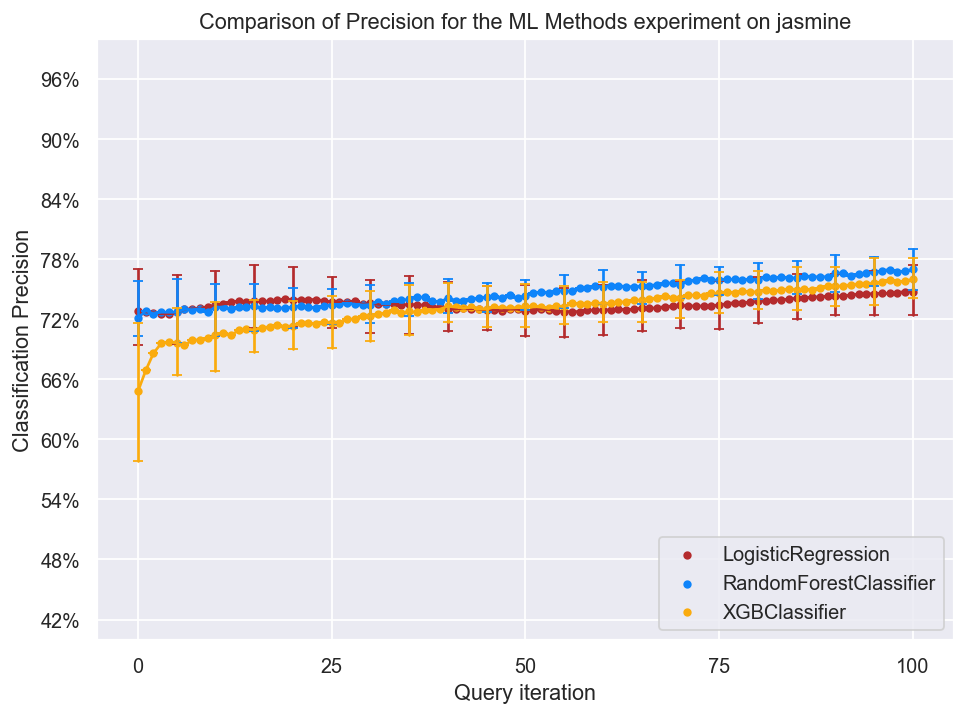 Comparison of Precision for the ML Methods experiment on jasmine
96%
90%
84%
78%
72%
66%
60%
54%
48%
42%
Classification Precision
0 25 50 75 100
Query iteration
LogisticRegression
RandomForestClassifier
XGBClassifier